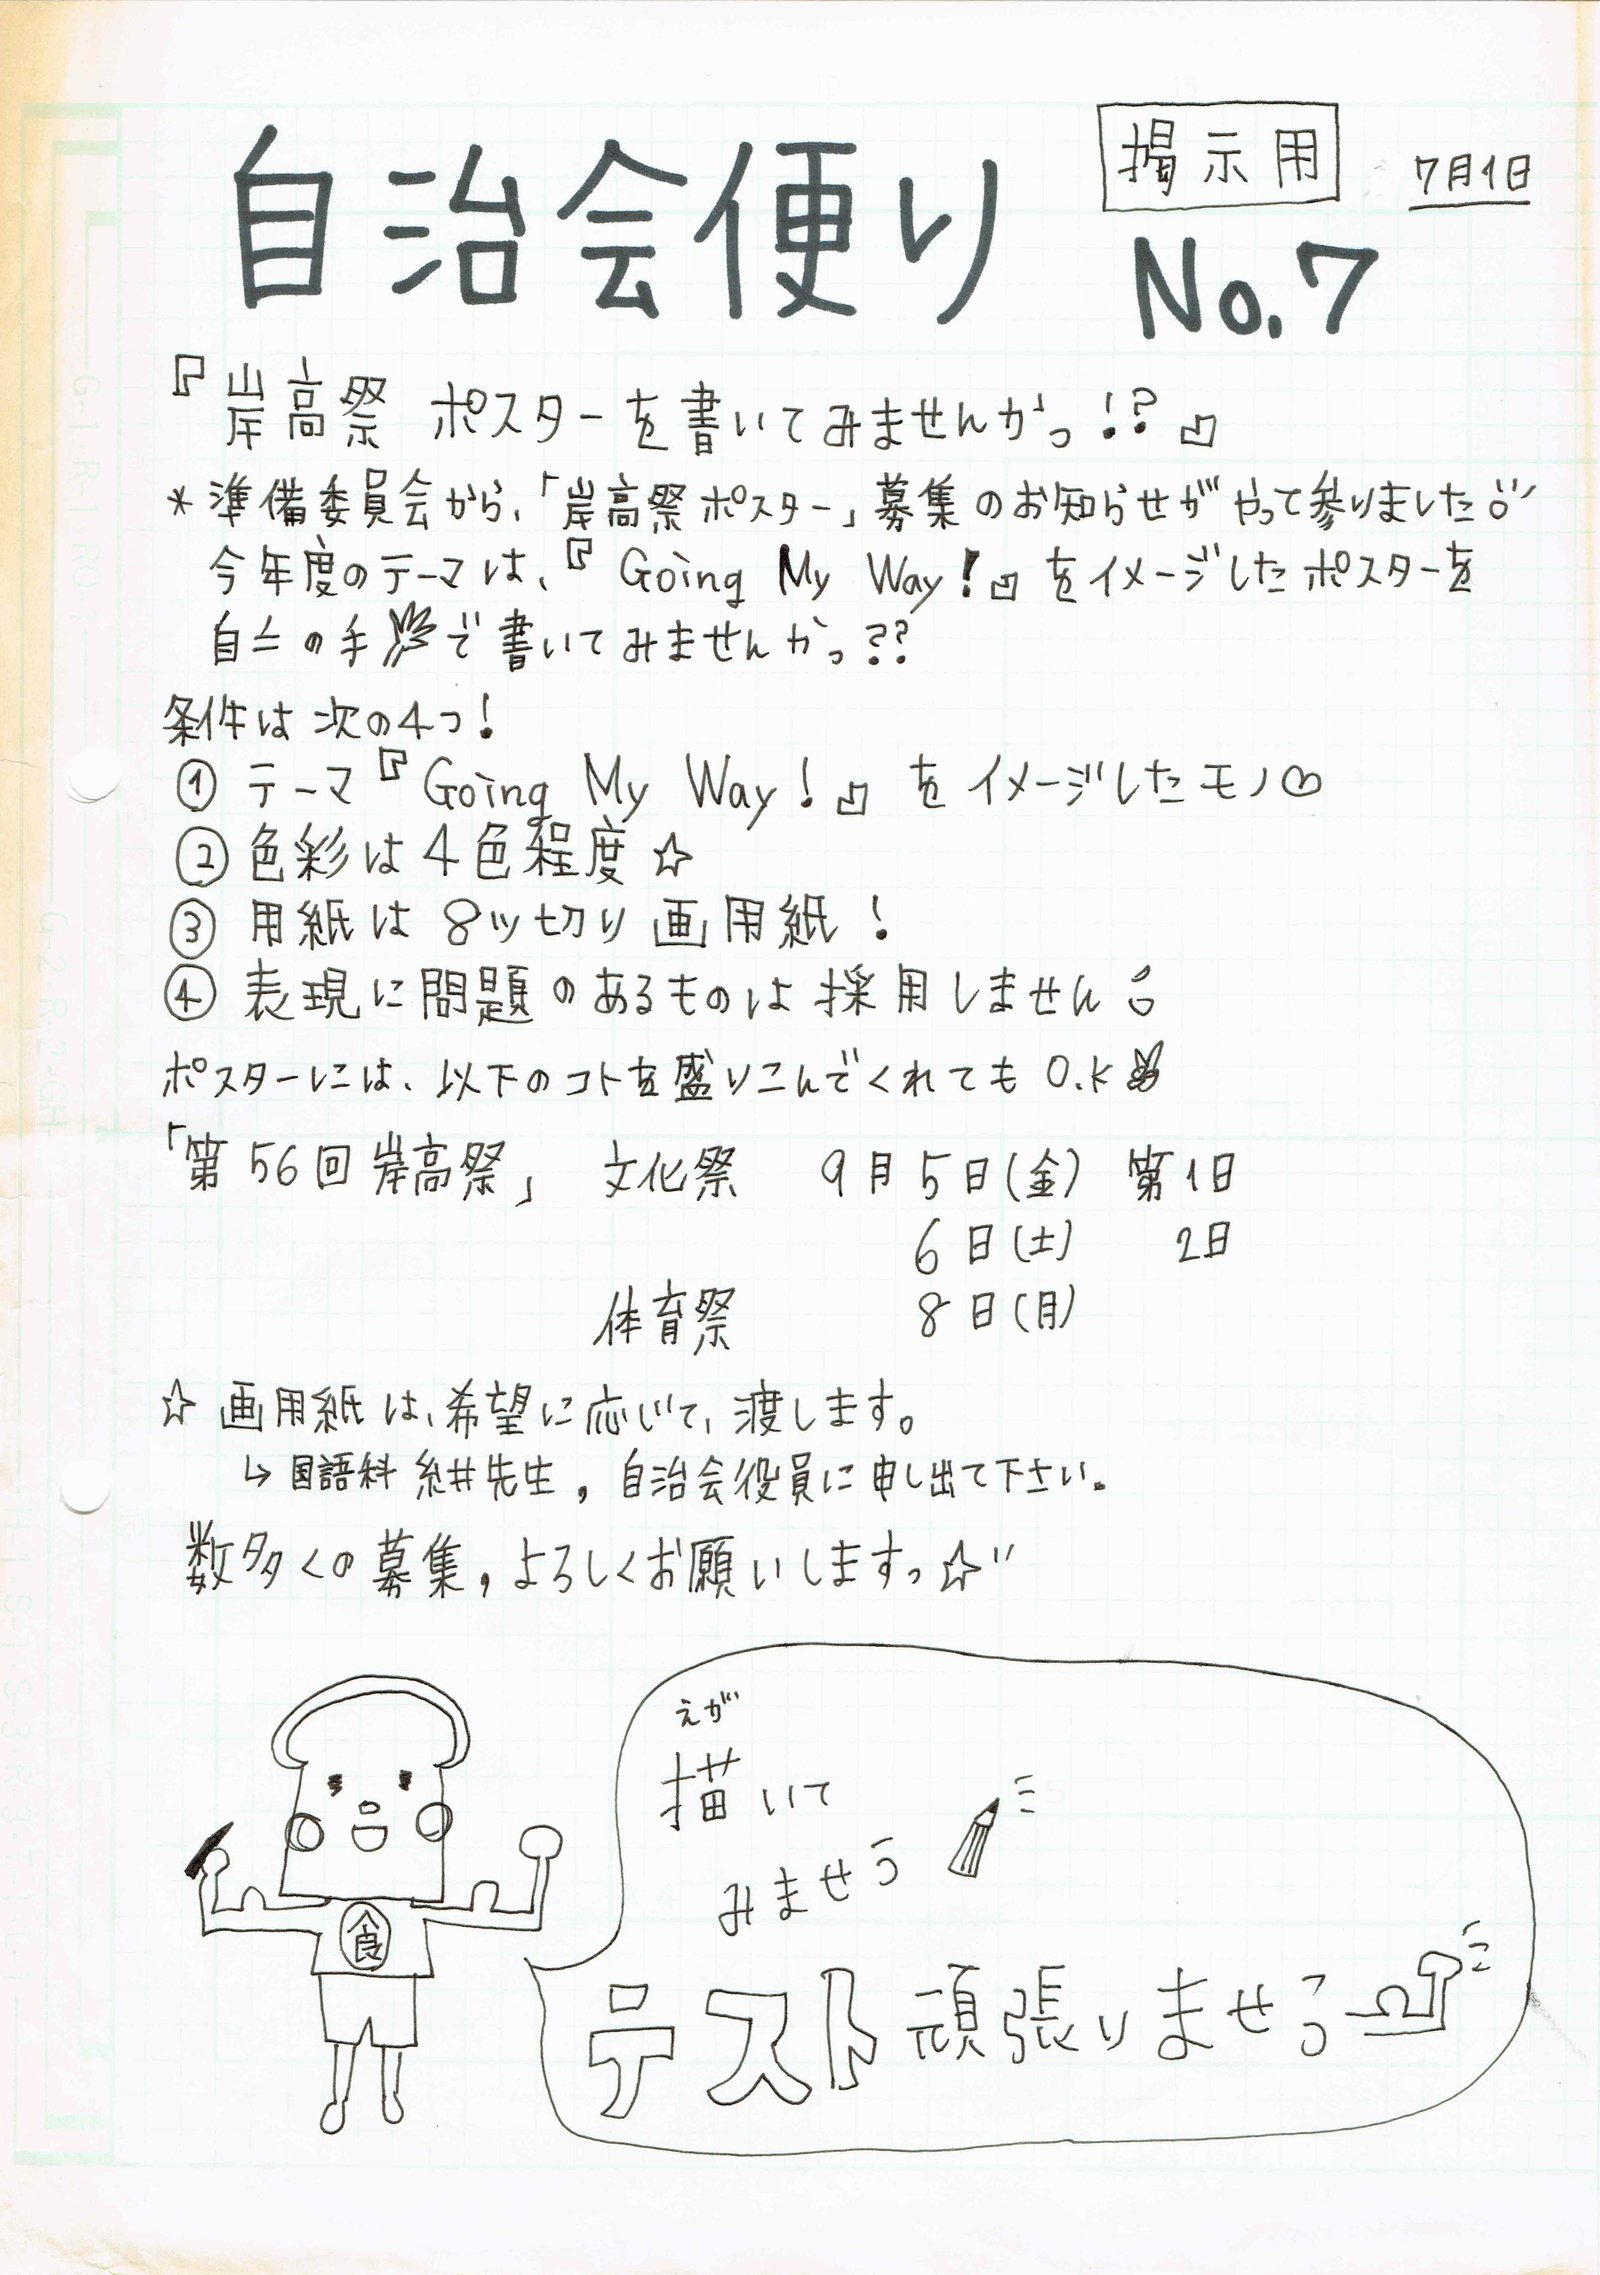 掲示用
7月1日
自治会便り No.7
『岸高祭 ポスターを書いてみませんかっ!?』
*準備委員会から、「岸高祭ポスター」募集のお知らせがやって参りました
今年度のテーマは、『Going My Way!』をイメージしたポスターを
自らの手で書いてみませんかっ??
条件は次の4つ!
① テーマ『Going My Way!』をイメージしたモノ♡
② 色彩は4色程度☆
③ 用紙は8ツ切り画用紙!
④ 表現に問題のあるものは採用しません
ポスターには、以下のコトを盛りこんでくれてもO.K
「第56回岸高祭」 文化祭 9月5日(金) 第1日
6日(土) 2日
体育祭 8日(月)
☆ 画用紙は、希望に応じて、渡します。
↳ 国語科 糸井先生, 自治会役員に申し出て下さい.
数多くの募集,よろしくお願いしますっ☆"
えが
描いて
みませう
テスト頑張りませう
食